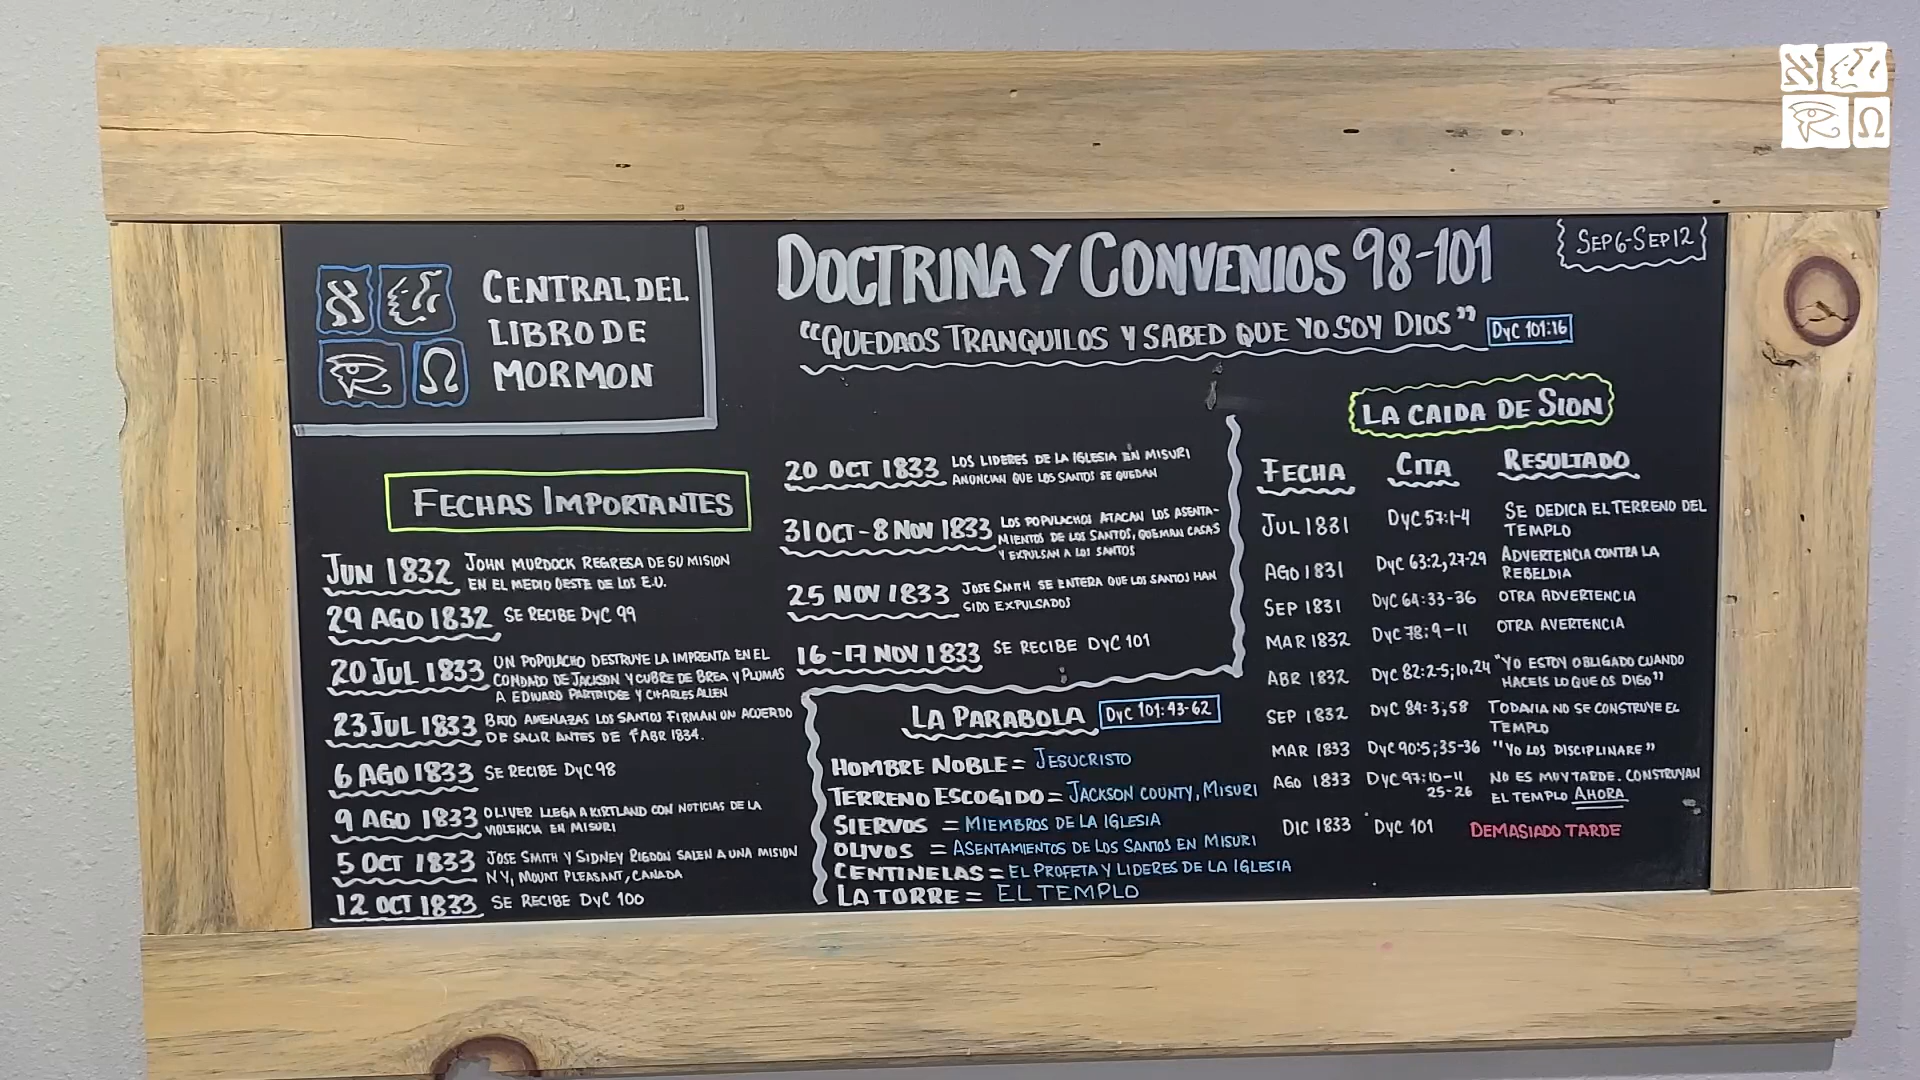 CENTRAL DEL
LIBRO DE
MORMON
DOCTRINA Y CONVENIOS 98-101
"QUEDAOS TRANQUILOS Y SABED QUE YO SOY DIOS" DyC 101:16
SEP6-SEP12
FECHAS IMPORTANTES
JUN 1832 JOHN MURDOCK REGRESA DE SU MISION
EN EL MEDIO OESTE DE LOS E.U.
29 AGO 1832 SE RECIBE DyC 99
20 JUL 1833 UN POPULACHO DESTRUYE LA IMPRENTA EN EL
CONDADO DE JACKSON Y CUBRE DE BREA Y PLUMAS
A EDWARD PARTRIDGE Y CHARLES ALLEN
23 JUL 1833 BAJO AMENAZAS LOS SANTOS FIRMAN UN ACUERDO
DE SALIR ANTES DE 1 ABR 1834.
6 AGO 1833 SE RECIBE DyC 98
9 AGO 1833 OLIVER LLEGA A KIRTLAND CON NOTICIAS DE LA
VIOLENCIA EN MISURI
5 OCT 1833 JOSE SMITH Y SIDNEY RIGDON SALEN A UNA MISION
NY, MOUNT PLEASANT, CANADA
12 OCT 1833 SE RECIBE DyC 100
20 OCT 1833 LOS LIDERES DE LA IGLESIA EN MISURI
ANUNCIAN QUE LOS SANTOS SE QUEDAN
31 OCT - 8 NOV 1833 LOS POPULACHOS ATACAN LOS ASENTA-
MIENTOS DE LOS SANTOS, QUEMAN CASAS
Y EXPULSAN A LOS SANTOS
25 NOV 1833 JOSE SMITH SE ENTERA QUE LOS SANTOS HAN
SIDO EXPULSADOS
16-17 NOV 1833 SE RECIBE DyC 101
LA PARABOLA DyC 101:43-62
HOMBRE NOBLE = JESUCRISTO
TERRENO ESCOGIDO = JACKSON COUNTY, MISURI
SIERVOS = MIEMBROS DE LA IGLESIA
OLIVOS = ASENTAMIENTOS DE LOS SANTOS EN MISURI
CENTINELAS = EL PROFETA Y LIDERES DE LA IGLESIA
LA TORRE = EL TEMPLO
LA CAIDA DE SION
FECHA CITA RESULTADO
JUL 1831 DyC 57:1-4 SE DEDICA EL TERRENO DEL
TEMPLO
AGO 1831 DyC 63:2,27-29 ADVERTENCIA CONTRA LA
REBELDIA
SEP 1831 DyC 64:33-36 OTRA ADVERTENCIA
MAR 1832 DyC 78:9-11 OTRA AVERTENCIA
ABR 1832 DyC 82:2-5;10,24 "YO ESTOY OBLIGADO CUANDO
HACEIS LO QUE OS DIGO"
SEP 1832 DyC 84:3;58 TODAVIA NO SE CONSTRUYE EL
TEMPLO
MAR 1833 DyC 90:5;35-36 "YO LOS DISCIPLINARE"
AGO 1833 DyC 97:10-11 NO ES MUY TARDE. CONSTRUYAN
25-26 EL TEMPLO AHORA
DIC 1833 DyC 101 DEMASIADO TARDE